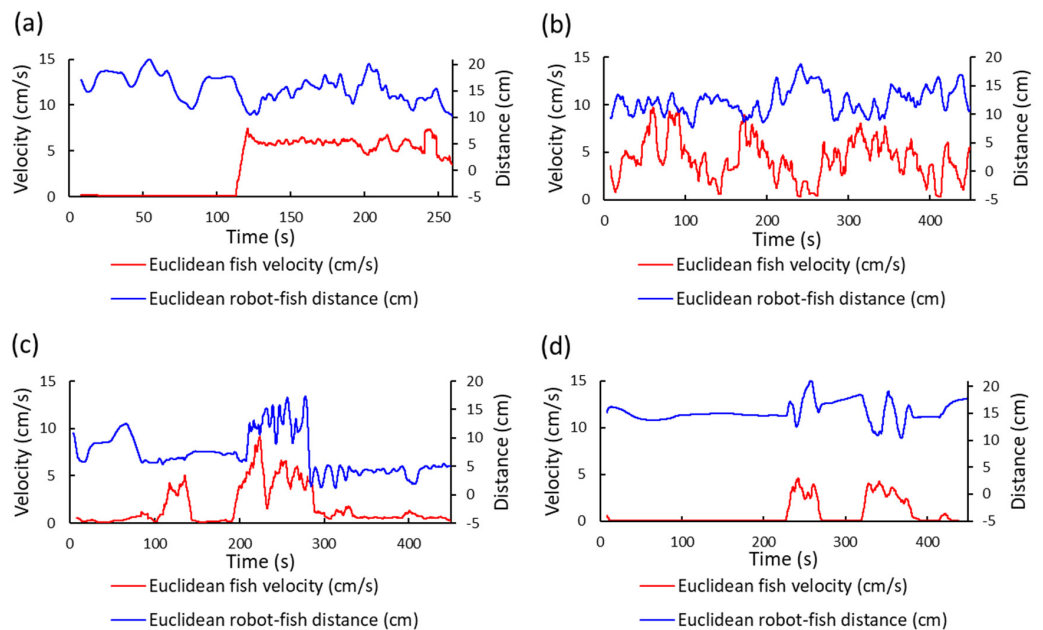 (a)
15
10
5
0
Velocity (cm/s)
20
15
10
5
0
-5
Distance (cm)
0 50 100 150 200 250
Time (s)
Euclidean fish velocity (cm/s)
Euclidean robot-fish distance (cm)
(b)
15
10
5
0
Velocity (cm/s)
20
15
10
5
0
-5
Distance (cm)
0 100 200 300 400
Time (s)
Euclidean fish velocity (cm/s)
Euclidean robot-fish distance (cm)
(c)
15
10
5
0
Velocity (cm/s)
20
15
10
5
0
-5
Distance (cm)
0 100 200 300 400
Time (s)
Euclidean fish velocity (cm/s)
Euclidean robot-fish distance (cm)
(d)
15
10
5
0
Velocity (cm/s)
20
15
10
5
0
-5
Distance (cm)
0 100 200 300 400
Time (s)
Euclidean fish velocity (cm/s)
Euclidean robot-fish distance (cm)